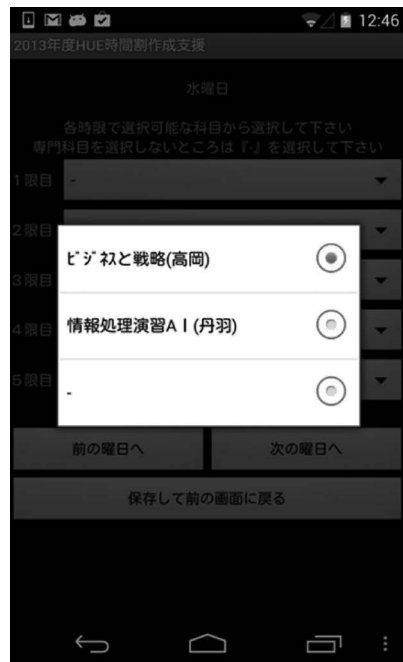 12:46
2013年度HUE時間割作成支援
水曜日
各時限で選択可能な科目から選択して下さい
専門科目を選択しないところは『-』を選択して下さい
1限目 -
2限目
ビジネスと戦略(高岡)
3限目
情報処理演習AⅠ(丹羽)
4限目
5限目
-
前の曜日へ 次の曜日へ
保存して前の画面に戻る